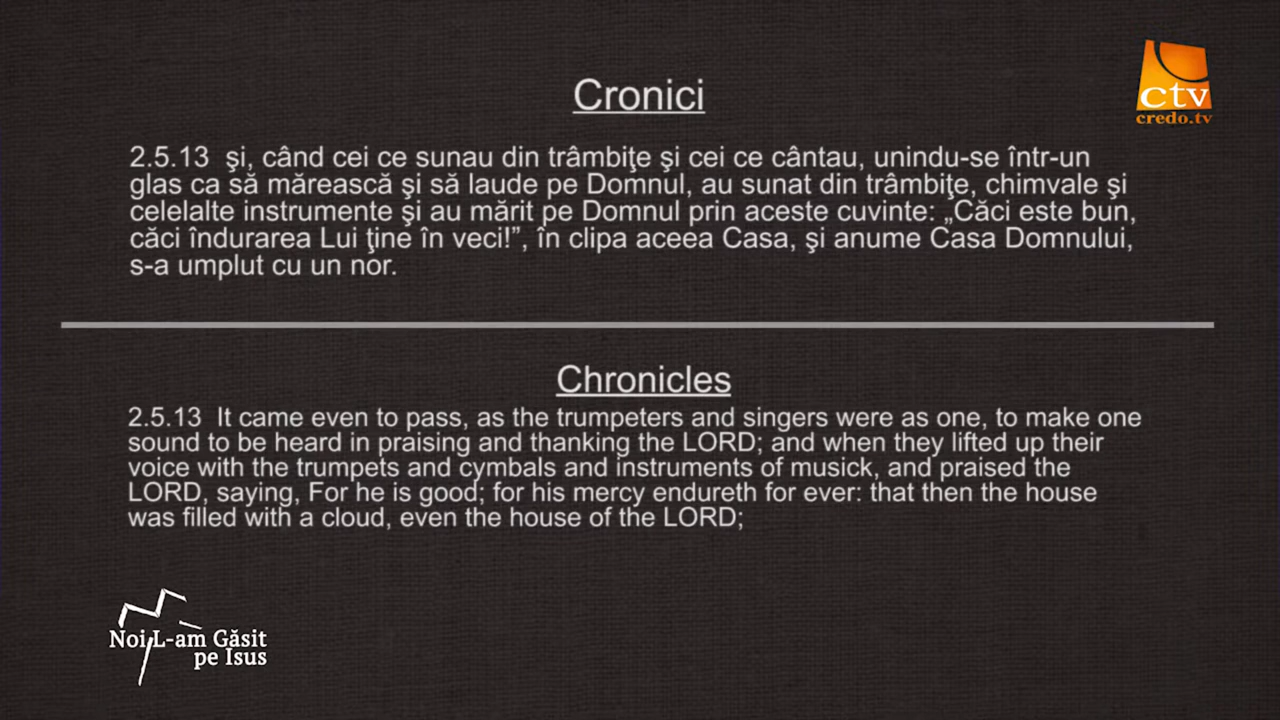 ctv
credo.tv
Cronici
2.5.13 şi, când cei ce sunau din trâmbiţe şi cei ce cântau, unindu-se într-un
glas ca să mărească şi să laude pe Domnul, au sunat din trâmbiţe, chimvale şi
celelalte instrumente şi au mărit pe Domnul prin aceste cuvinte: „Căci este bun,
căci îndurarea Lui ţine în veci!”, în clipa aceea Casa, şi anume Casa Domnului,
s-a umplut cu un nor.
Chronicles
2.5.13 It came even to pass, as the trumpeters and singers were as one, to make one
sound to be heard in praising and thanking the LORD; and when they lifted up their
voice with the trumpets and cymbals and instruments of musick, and praised the
LORD, saying, For he is good; for his mercy endureth for ever: that then the house
was filled with a cloud, even the house of the LORD;
Noi L-am Găsit
pe Isus